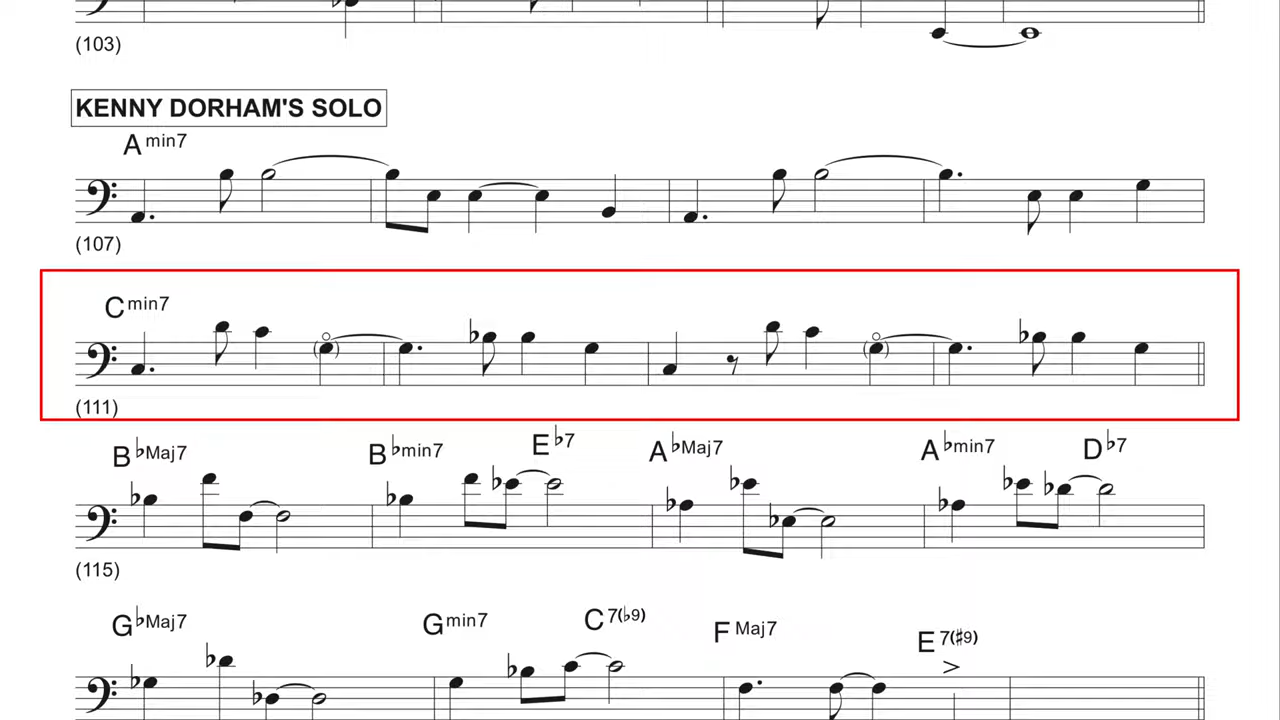 (103)
KENNY DORHAM'S SOLO
Amin7
(107)
Cmin7
(111)
B♭Maj7 B♭min7 E♭7 A♭Maj7 A♭min7 D♭7
(115)
G♭Maj7 Gmin7 C7(♭9) FMaj7 E7(♯9)